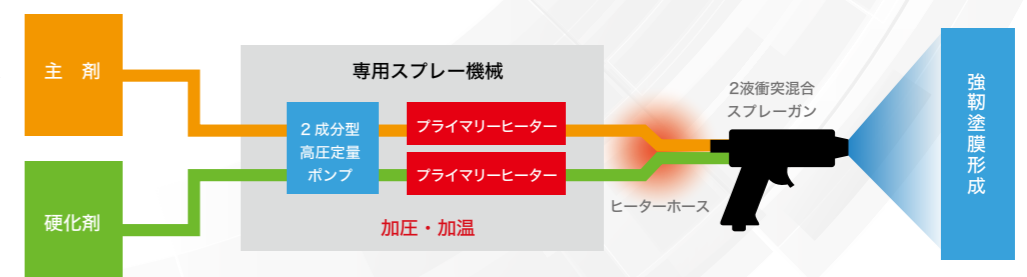 主　剤
硬化剤
専用スプレー機械
2成分型
高圧定量
ポンプ
プライマリーヒーター
プライマリーヒーター
加圧・加温
ヒーターホース
2液衝突混合
スプレーガン
強靭塗膜形成